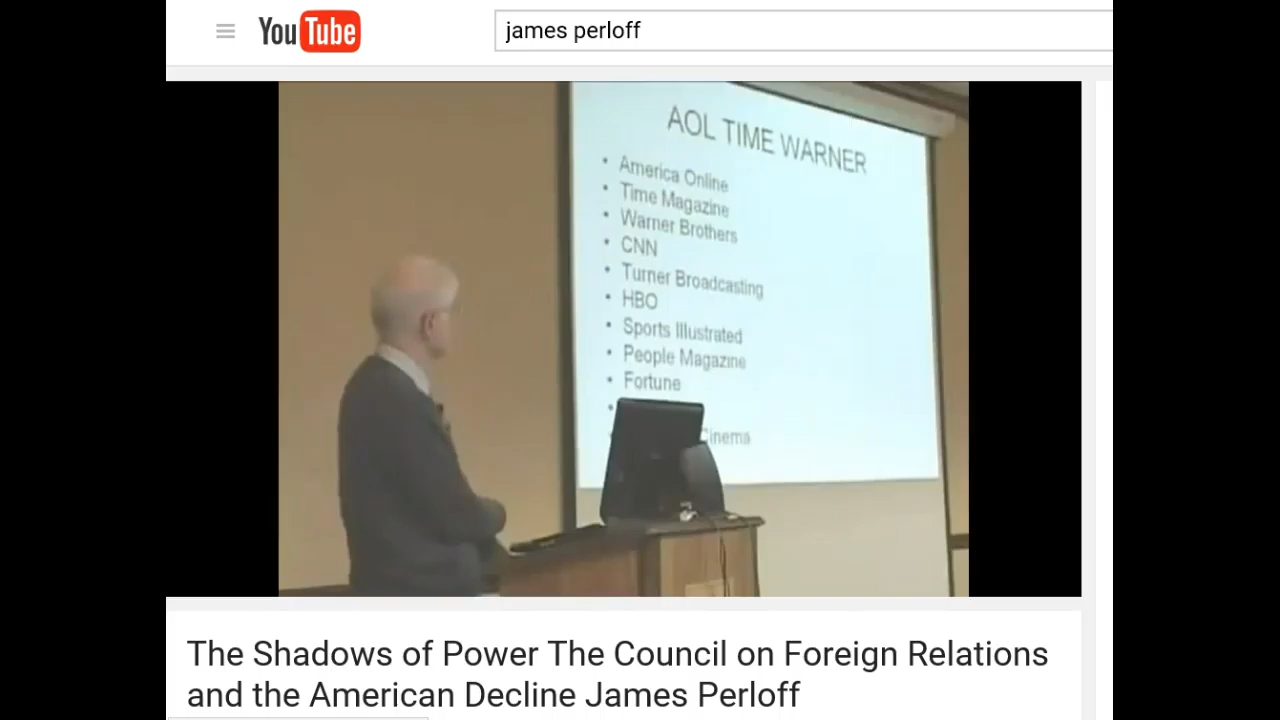 YouTube
james perloff
AOL TIME WARNER
• America Online
• Time Magazine
• Warner Brothers
• CNN
• Turner Broadcasting
• HBO
• Sports Illustrated
• People Magazine
• Fortune
•
Cinema
The Shadows of Power The Council on Foreign Relations
and the American Decline James Perloff